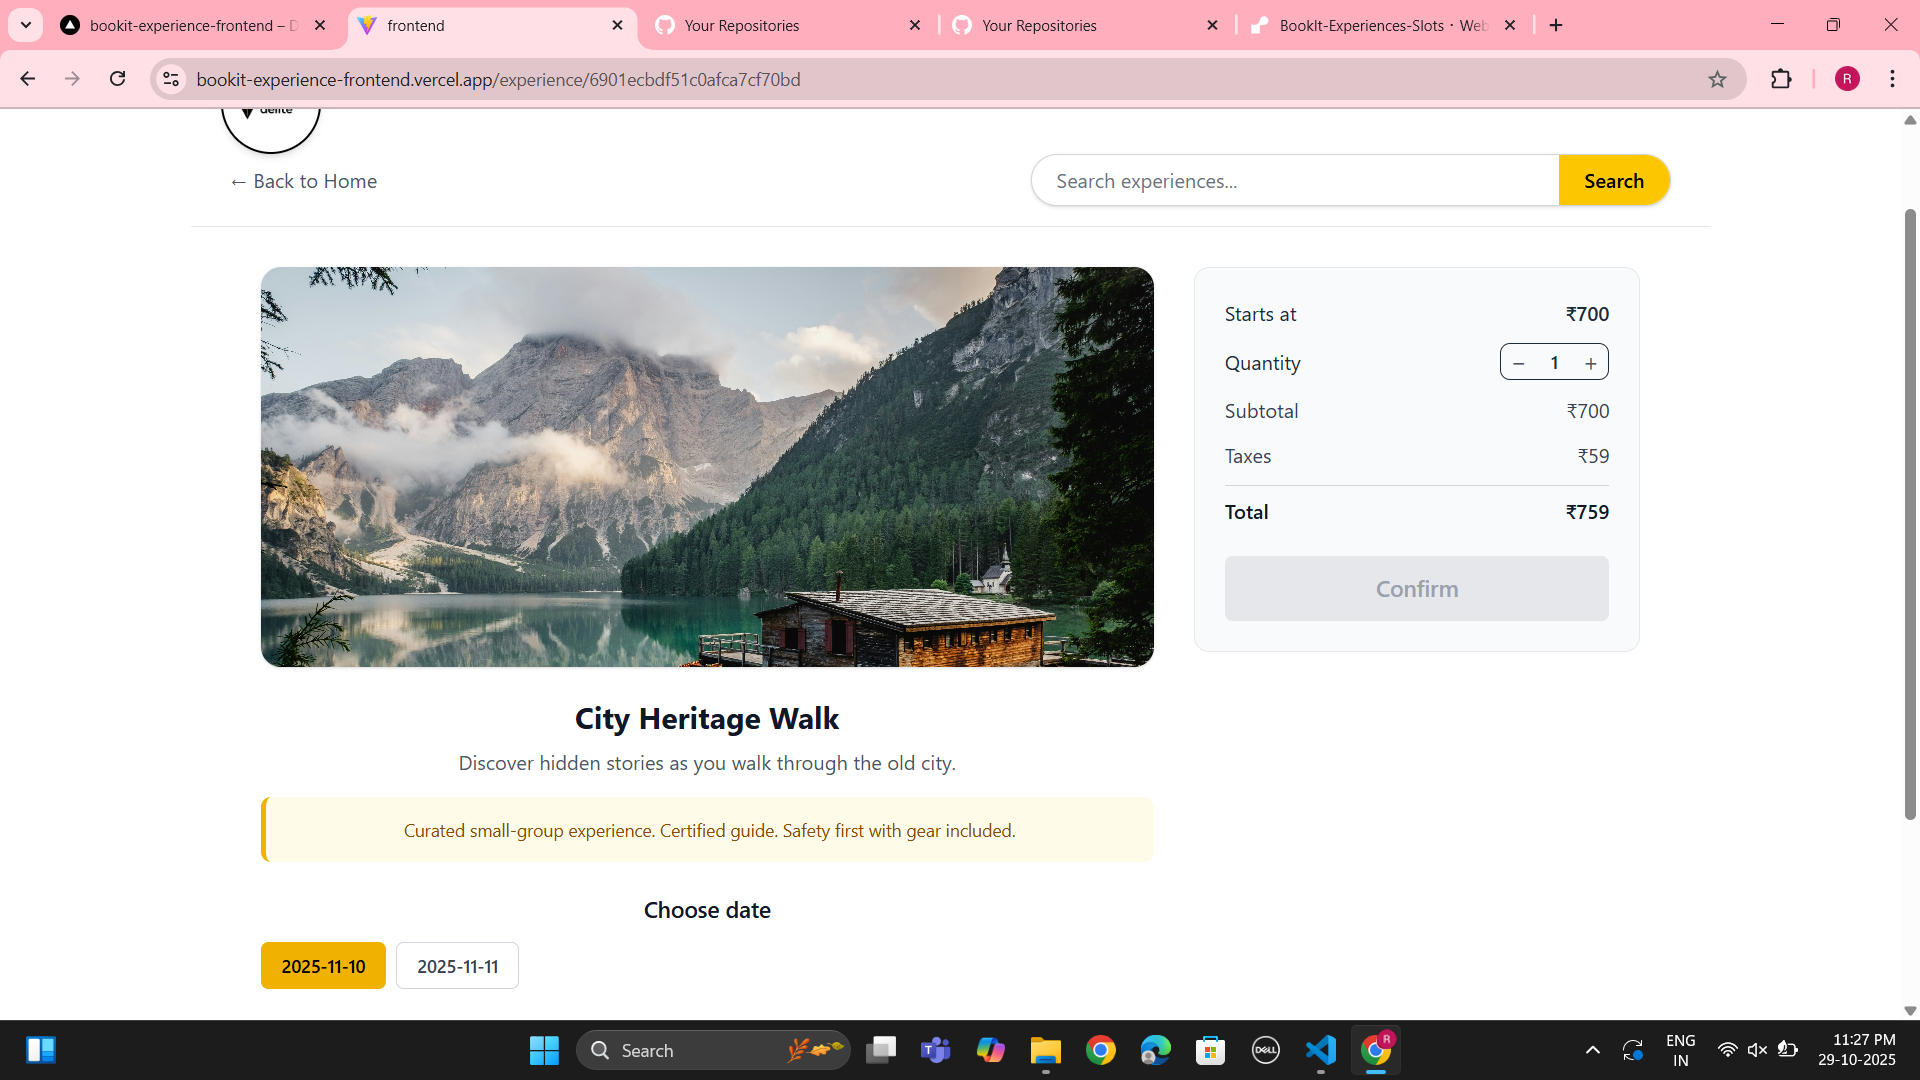 bookit-experience-frontend – D
frontend
Your Repositories
Your Repositories
BookIt-Experiences-Slots · Web
bookit-experience-frontend.vercel.app/experience/6901ecbdf51c0afca7cf70bd
R
delite
← Back to Home
Search experiences...
Search
Starts at
₹700
Quantity
− 1 +
Subtotal
₹700
Taxes
₹59
Total
₹759
Confirm
City Heritage Walk
Discover hidden stories as you walk through the old city.
Curated small-group experience. Certified guide. Safety first with gear included.
Choose date
2025-11-10
2025-11-11
Search
T
DELL
R
ENG
IN
11:27 PM
29-10-2025